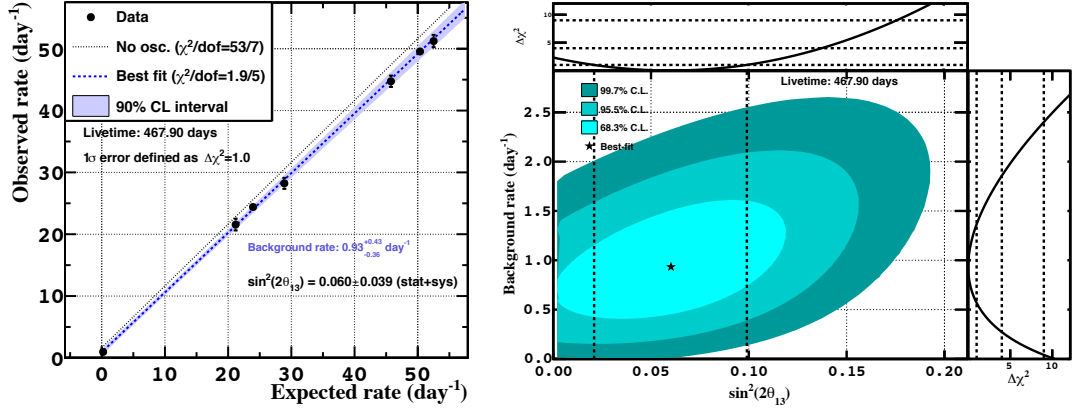 Observed rate (day⁻¹)
60
50
40
30
20
10
0
Data
No osc. (χ²/dof=53/7)
Best fit (χ²/dof=1.9/5)
90% CL interval
Livetime: 467.90 days
1σ error defined as Δχ²=1.0
Background rate: 0.93 +0.43 -0.36 day⁻¹
sin²(2θ₁₃) = 0.060±0.039 (stat+sys)
0 10 20 30 40 50
Expected rate (day⁻¹)
Δχ²
10
5
Background rate (day⁻¹)
2.5
2.0
1.5
1.0
0.5
0.0
Livetime: 467.90 days
99.7% C.L.
95.5% C.L.
68.3% C.L.
Best-fit
0.00 0.05 0.10 0.15 0.20
sin²(2θ₁₃)
5 10
Δχ²